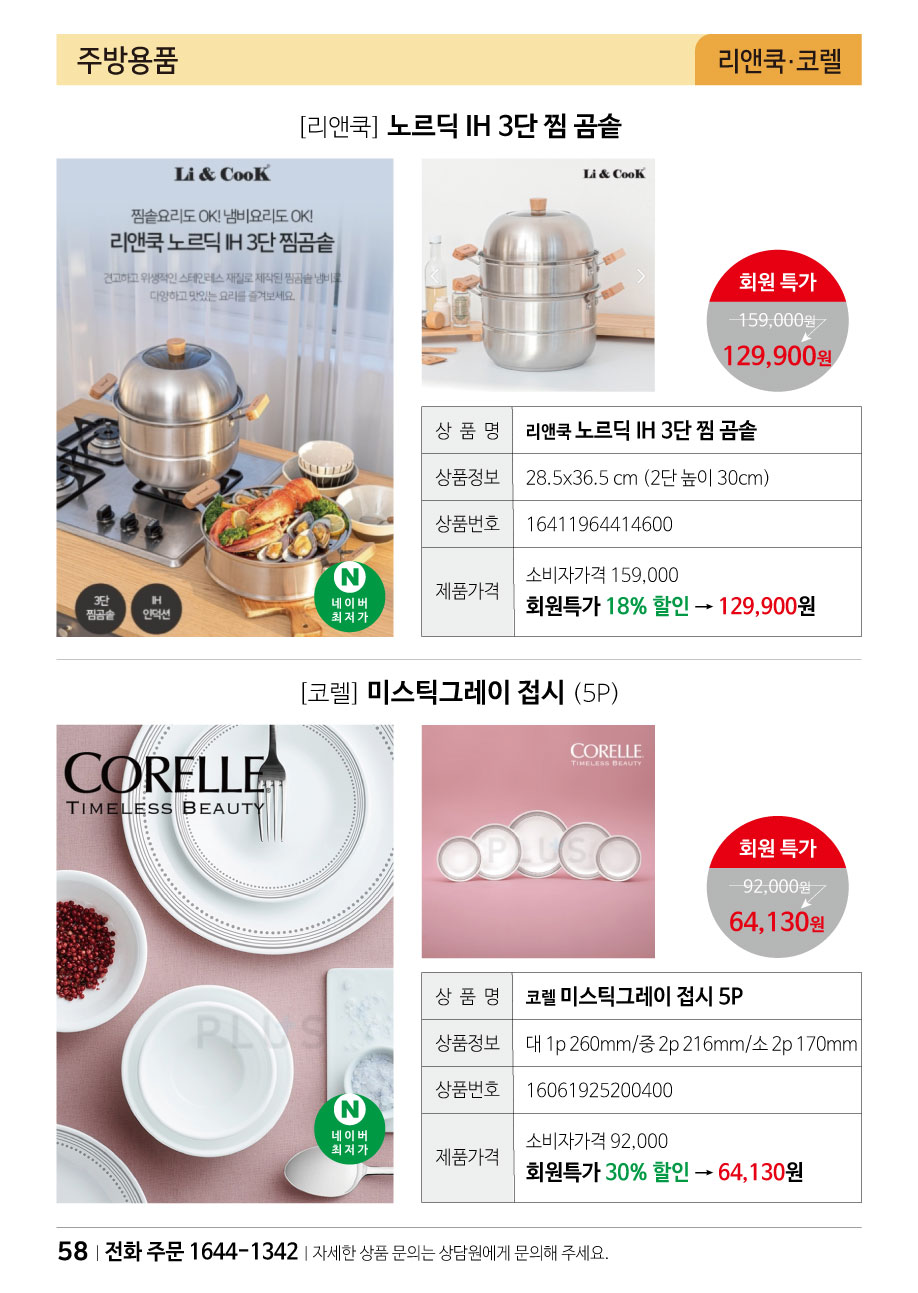 주방용품
리앤쿡·코렐
[리앤쿡] 노르딕 IH 3단 찜 곰솥
Li & CooK
찜솥요리도 OK! 냄비요리도 OK!
리앤쿡 노르딕 IH 3단 찜곰솥
견고하고 위생적인 스테인레스 재질로 제작된 찜곰솥 냄비로
다양하고 맛있는 요리를 즐겨보세요.
3단
찜곰솥
IH
인덕션
N
네이버
최저가
Li & CooK
회원 특가
159,000원
129,900원
상 품 명 리앤쿡 노르딕 IH 3단 찜 곰솥
상품정보 28.5x36.5 cm (2단 높이 30cm)
상품번호 16411964414600
제품가격 소비자가격 159,000
회원특가 18% 할인 → 129,900원
[코렐] 미스틱그레이 접시 (5P)
CORELLE®
TIMELESS BEAUTY
PLUS
N
네이버
최저가
CORELLE
TIMELESS BEAUTY
PLUS
회원 특가
92,000원
64,130원
상 품 명 코렐 미스틱그레이 접시 5P
상품정보 대 1p 260mm/중 2p 216mm/소 2p 170mm
상품번호 16061925200400
제품가격 소비자가격 92,000
회원특가 30% 할인 → 64,130원
58 | 전화 주문 1644-1342 | 자세한 상품 문의는 상담원에게 문의해 주세요.